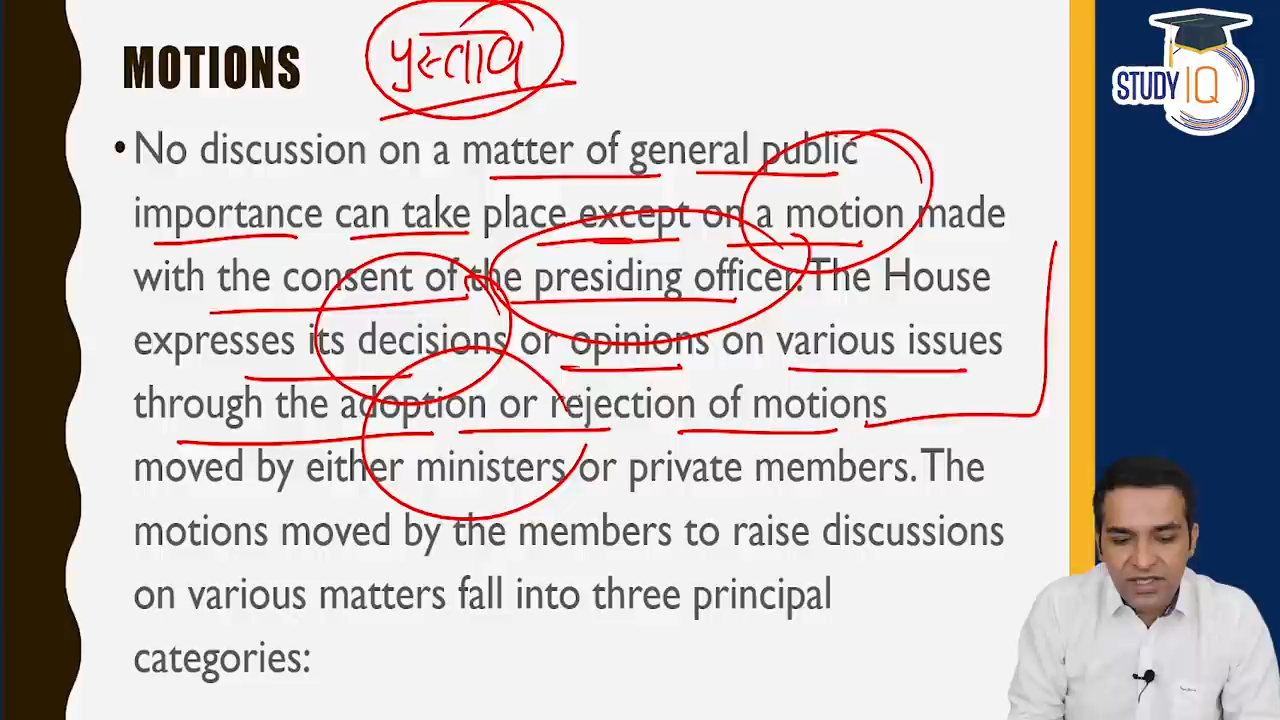 MOTIONS
प्रस्ताव
STUDY IQ
• No discussion on a matter of general public
importance can take place except on a motion made
with the consent of the presiding officer. The House
expresses its decisions or opinions on various issues
through the adoption or rejection of motions
moved by either ministers or private members. The
motions moved by the members to raise discussions
on various matters fall into three principal
categories: